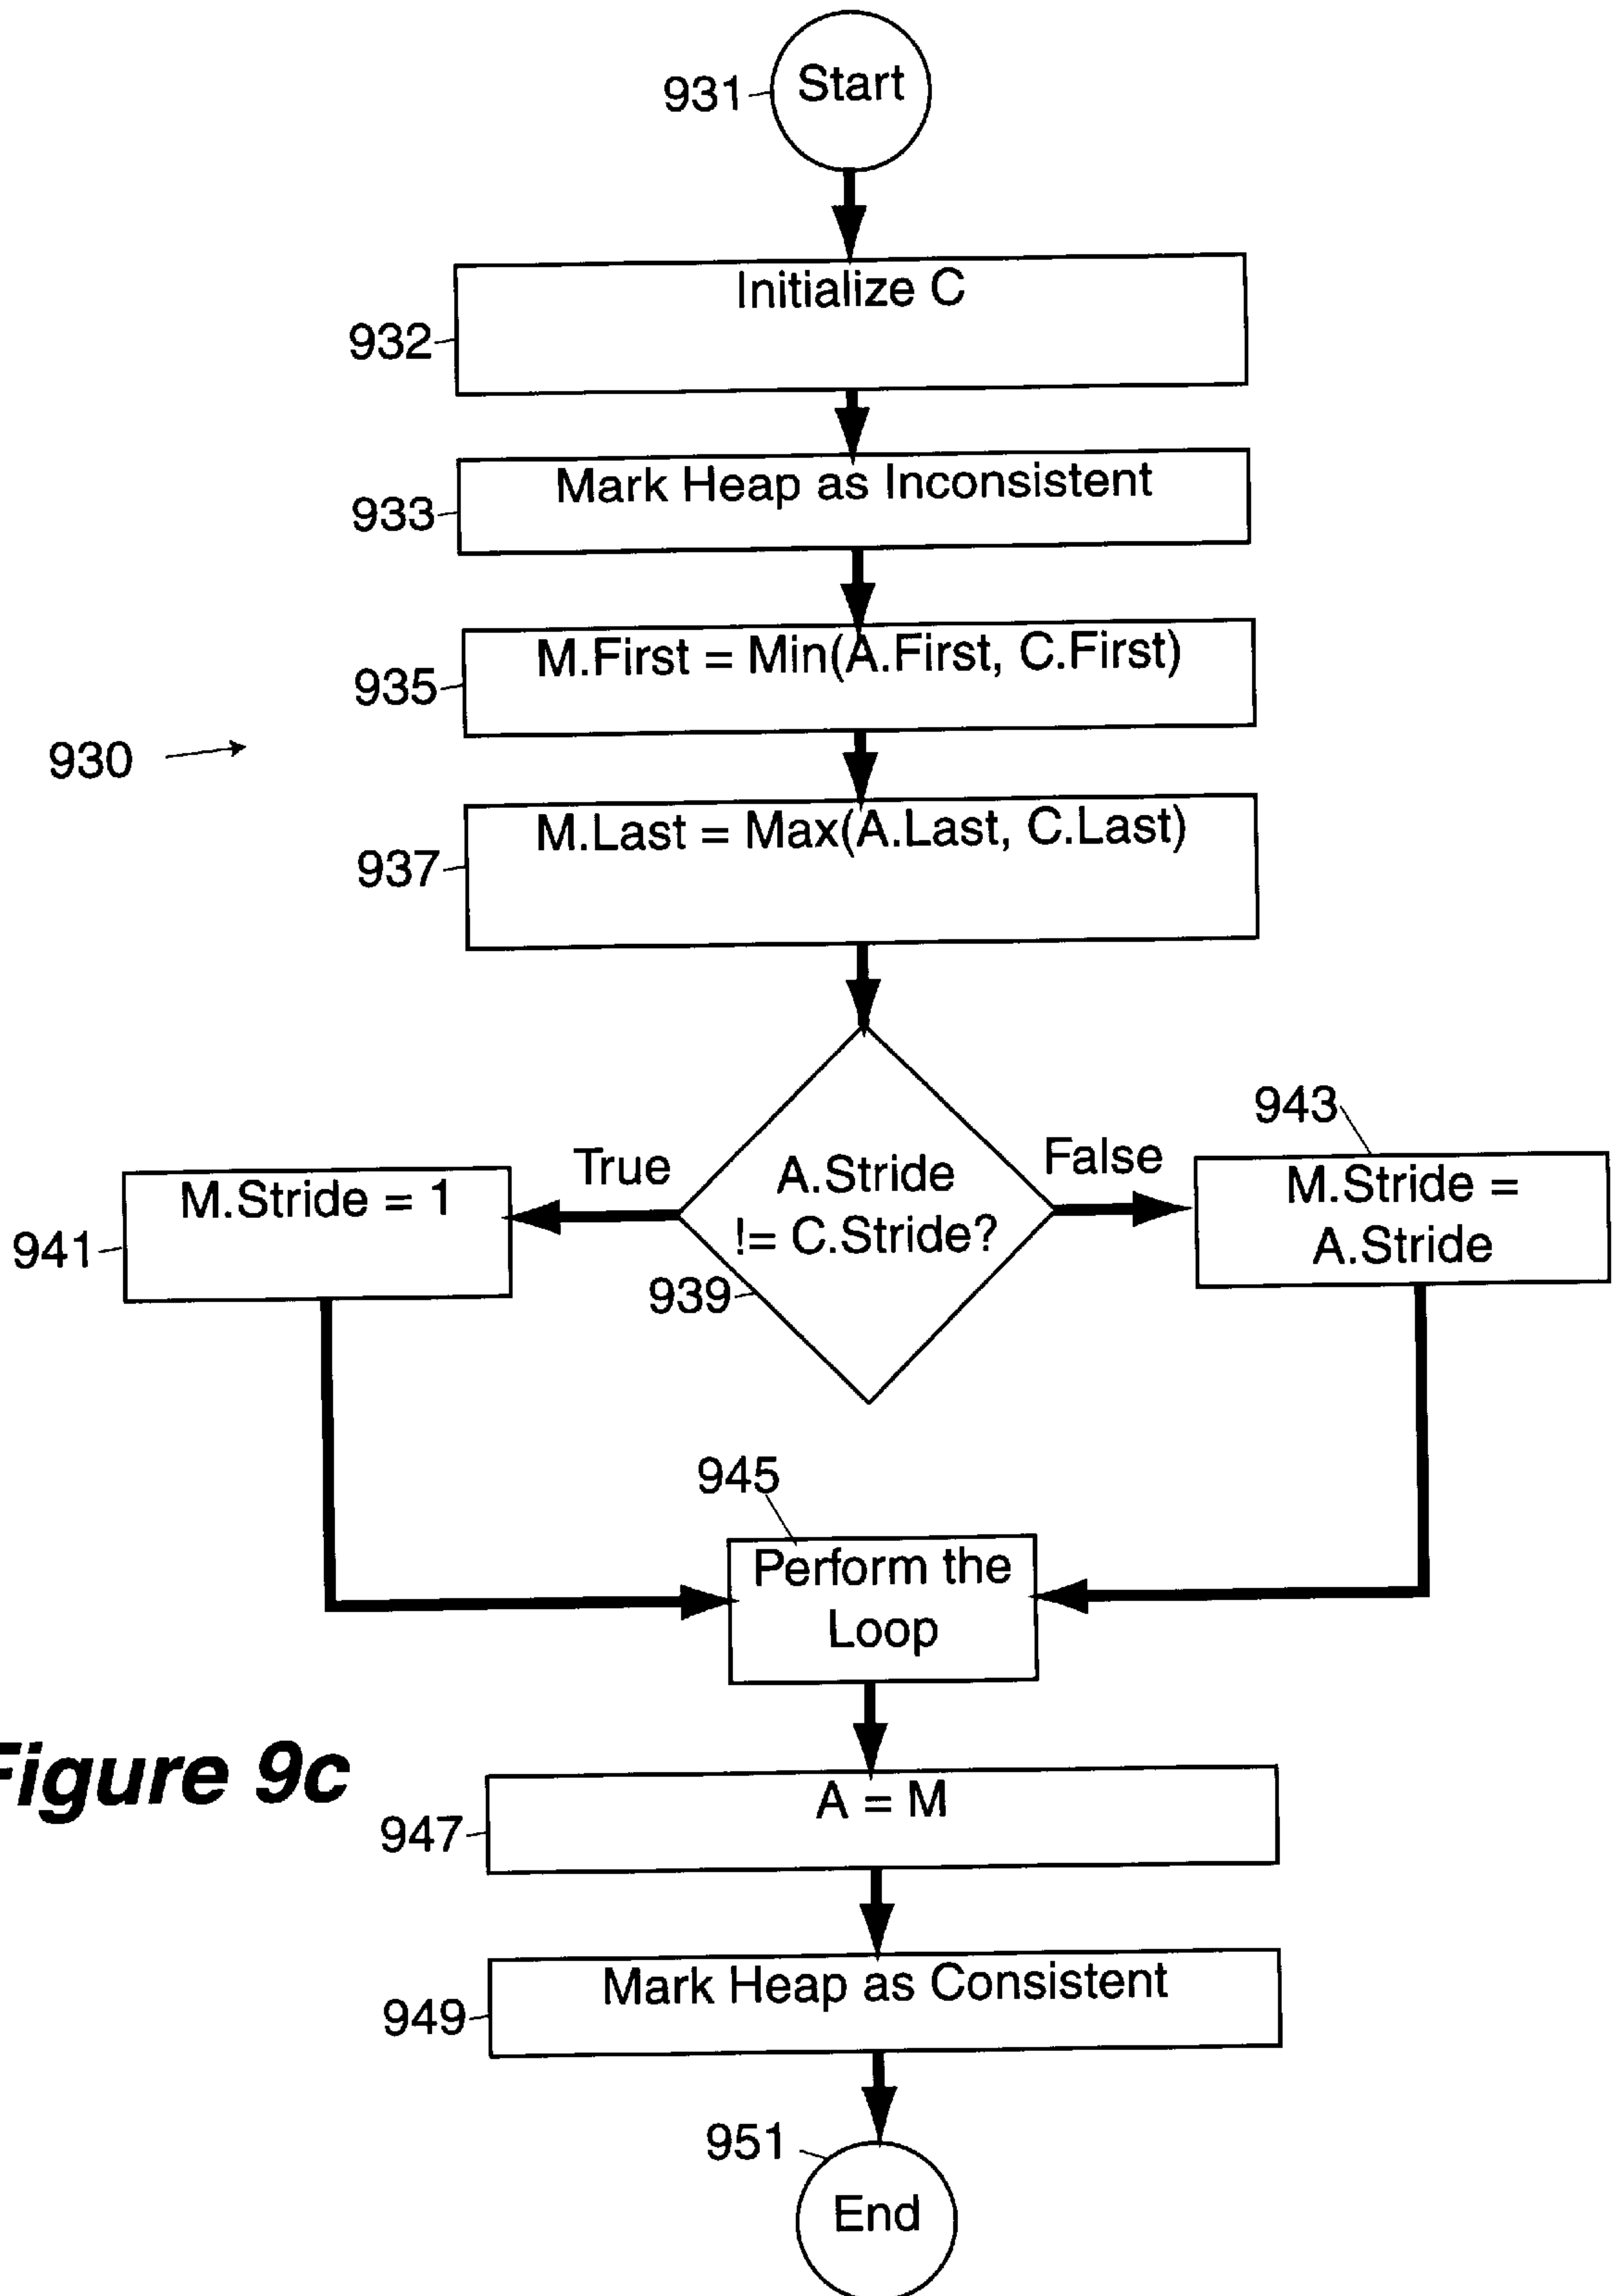 Start
931
Initialize C
932
Mark Heap as Inconsistent
933
M.First = Min(A.First, C.First)
935
930
M.Last = Max(A.Last, C.Last)
937
943
True
False
A.Stride
!= C.Stride?
M.Stride = 1
M.Stride =
A.Stride
941
939
945
Perform the
Loop
Figure 9c
A = M
947
Mark Heap as Consistent
949
951
End